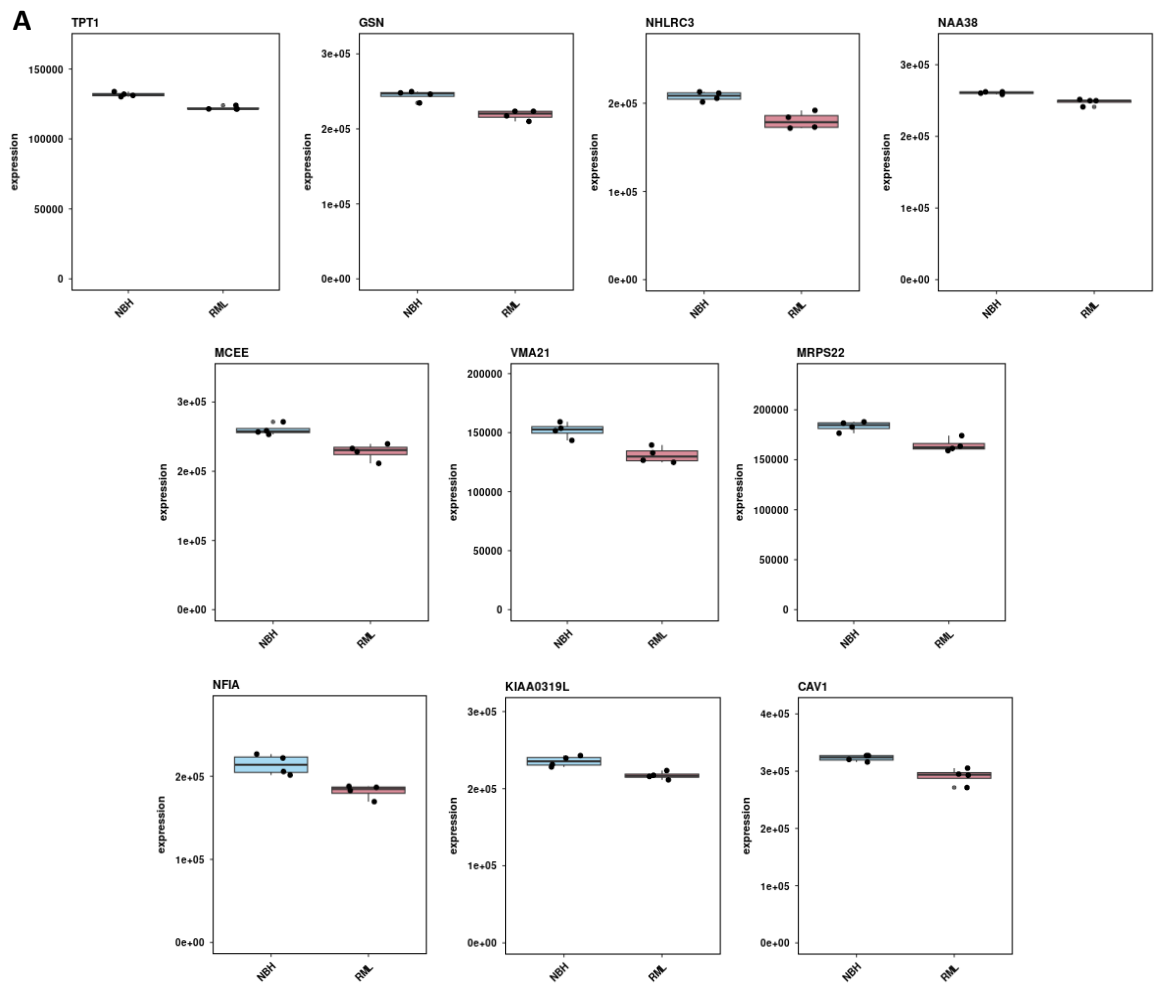 A
TPT1 GSN NHLRC3 NAA38
expression
150000
100000
50000
0
NBH RML
expression
3e+05
2e+05
1e+05
0e+00
NBH RML
expression
2e+05
1e+05
0e+00
NBH RML
expression
3e+05
2e+05
1e+05
0e+00
NBH RML
MCEE VMA21 MRPS22
expression
3e+05
2e+05
1e+05
0e+00
NBH RML
expression
200000
150000
100000
50000
0
NBH RML
expression
200000
150000
100000
50000
0
NBH RML
NFIA KIAA0319L CAV1
expression
2e+05
1e+05
0e+00
NBH RML
expression
3e+05
2e+05
1e+05
0e+00
NBH RML
expression
4e+05
3e+05
2e+05
1e+05
0e+00
NBH RML